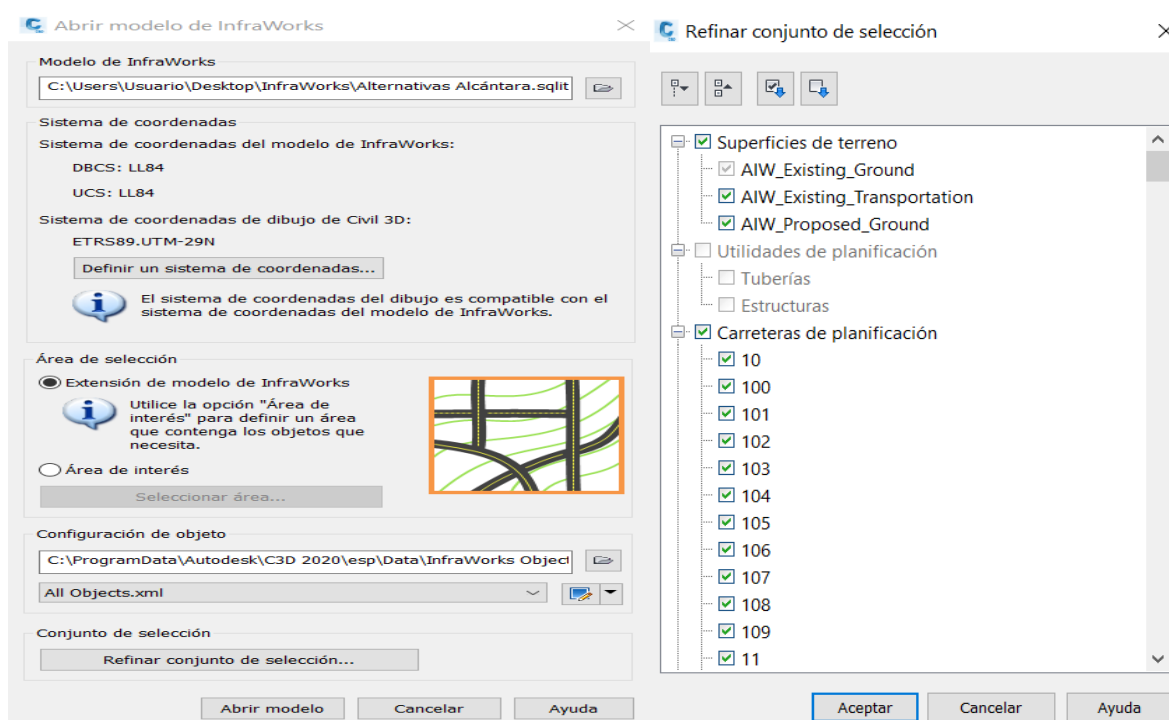 Abrir modelo de InfraWorks
Modelo de InfraWorks
C:\Users\Usuario\Desktop\InfraWorks\Alternativas Alcántara.sqlit
Sistema de coordenadas
Sistema de coordenadas del modelo de InfraWorks:
DBCS: LL84
UCS: LL84
Sistema de coordenadas de dibujo de Civil 3D:
ETRS89.UTM-29N
Definir un sistema de coordenadas...
El sistema de coordenadas del dibujo es compatible con el
sistema de coordenadas del modelo de InfraWorks.
Área de selección
Extensión de modelo de InfraWorks
Utilice la opción "Área de
interés" para definir un área
que contenga los objetos que
necesita.
Área de interés
Seleccionar área...
Configuración de objeto
C:\ProgramData\Autodesk\C3D 2020\esp\Data\InfraWorks Object
All Objects.xml
Conjunto de selección
Refinar conjunto de selección...
Abrir modelo
Cancelar
Ayuda
Refinar conjunto de selección
Superficies de terreno
AIW_Existing_Ground
AIW_Existing_Transportation
AIW_Proposed_Ground
Utilidades de planificación
Tuberías
Estructuras
Carreteras de planificación
10
100
101
102
103
104
105
106
107
108
109
11
Aceptar
Cancelar
Ayuda